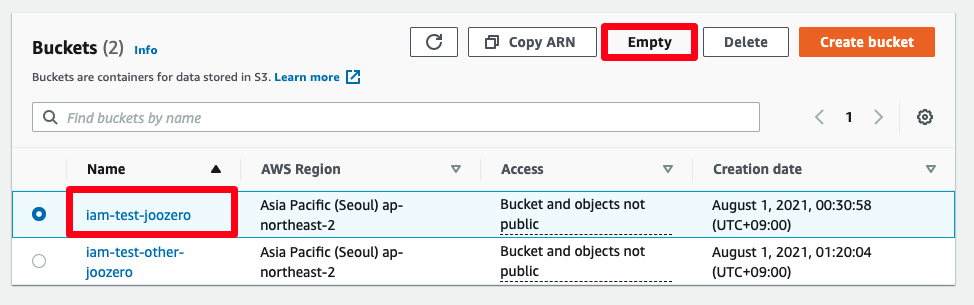 Buckets (2) Info
Copy ARN
Empty
Delete
Create bucket
Buckets are containers for data stored in S3. Learn more
Find buckets by name
1
Name AWS Region Access Creation date
iam-test-joozero
Asia Pacific (Seoul) ap-
northeast-2
Bucket and objects not
public
August 1, 2021, 00:30:58
(UTC+09:00)
iam-test-other-
joozero
Asia Pacific (Seoul) ap-
northeast-2
Bucket and objects not
public
August 1, 2021, 01:20:04
(UTC+09:00)